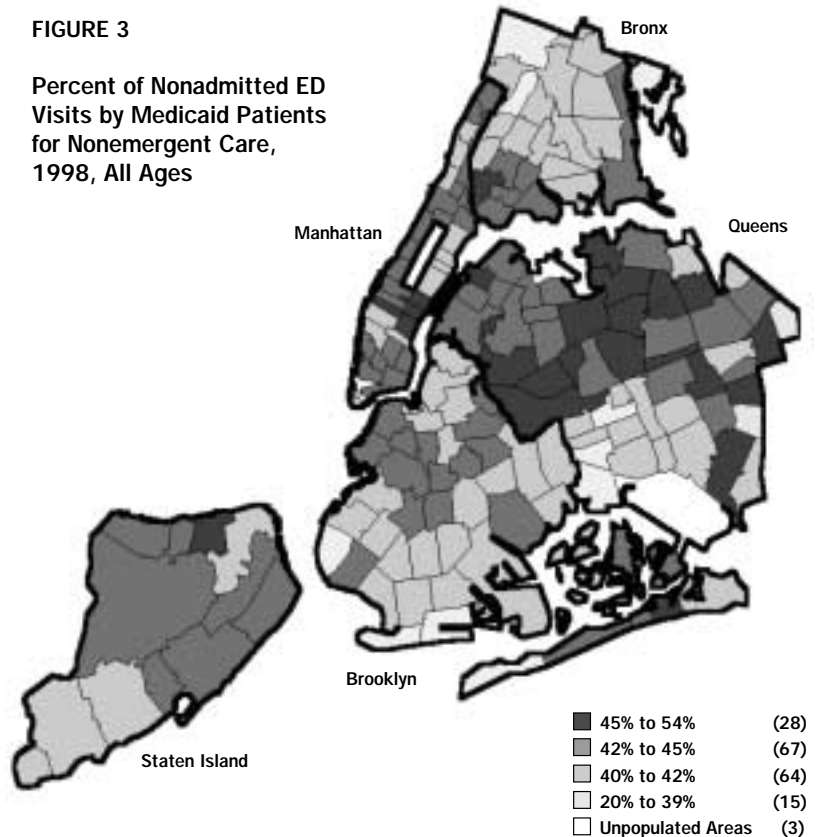 FIGURE 3
Percent of Nonadmitted ED
Visits by Medicaid Patients
for Nonemergent Care,
1998, All Ages
Bronx
Manhattan
Queens
Brooklyn
Staten Island
45% to 54% (28)
42% to 45% (67)
40% to 42% (64)
20% to 39% (15)
Unpopulated Areas (3)